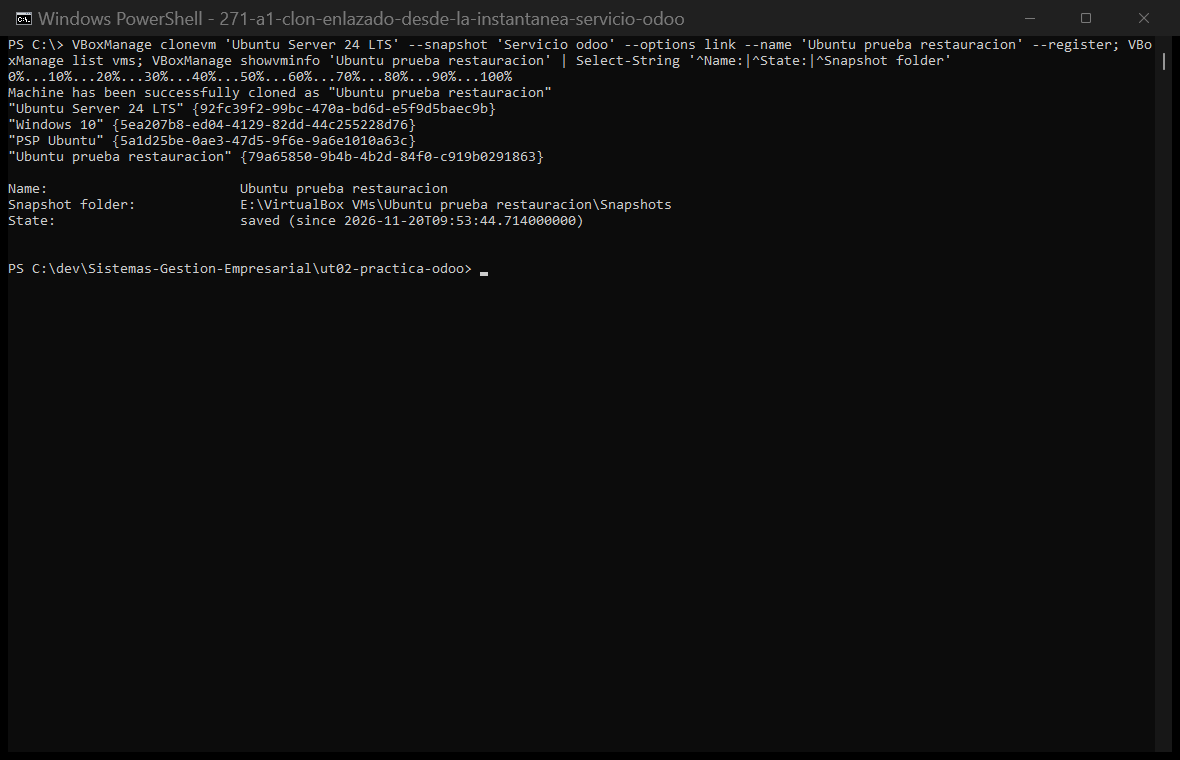 Windows PowerShell - 271-a1-clon-enlazado-desde-la-instantanea-servicio-odoo
PS C:\> VBoxManage clonevm 'Ubuntu Server 24 LTS' --snapshot 'Servicio odoo' --options link --name 'Ubuntu prueba restauracion' --register; VBo
xManage list vms; VBoxManage showvminfo 'Ubuntu prueba restauracion' | Select-String '^Name:|^State:|^Snapshot folder'
0%...10%...20%...30%...40%...50%...60%...70%...80%...90%...100%
Machine has been successfully cloned as "Ubuntu prueba restauracion"
"Ubuntu Server 24 LTS" {92fc39f2-99bc-470a-bd6d-e5f9d5baec9b}
"Windows 10" {5ea207b8-ed04-4129-82dd-44c255228d76}
"PSP Ubuntu" {5a1d25be-0ae3-47d5-9f6e-9a6e1010a63c}
"Ubuntu prueba restauracion" {79a65850-9b4b-4b2d-84f0-c919b0291863}
Name: Ubuntu prueba restauracion
Snapshot folder: E:\VirtualBox VMs\Ubuntu prueba restauracion\Snapshots
State: saved (since 2026-11-20T09:53:44.714000000)
PS C:\dev\Sistemas-Gestion-Empresarial\ut02-practica-odoo>